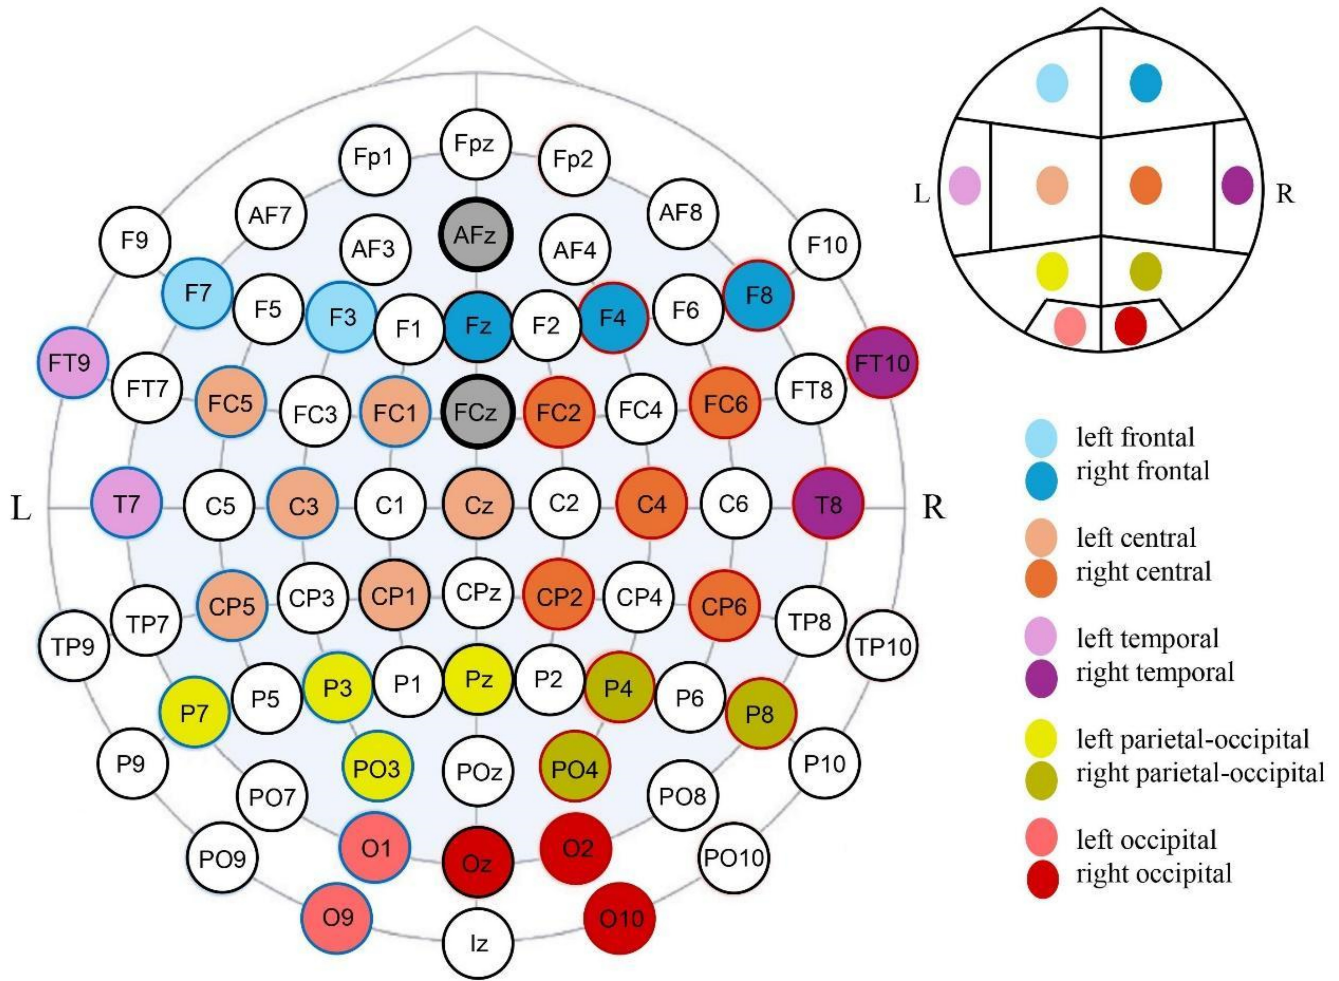 Fpz
Fp1
Fp2
AF7
AF8
AFz
F9
F10
AF3
AF4
F7
F8
F5
F3
F1
Fz
F2
F4
F6
FT9
FT10
FT7
FC5
FC3
FC1
FCz
FC2
FC4
FC6
FT8
L
T7
C5
C3
C1
Cz
C2
C4
C6
T8
R
TP9
TP7
CP5
CP3
CP1
CPz
CP2
CP4
CP6
TP8
TP10
P7
P5
P3
P1
Pz
P2
P4
P6
P8
P9
PO7
PO3
POz
PO4
PO8
P10
PO9
O1
Oz
O2
PO10
O9
Iz
O10
L
R
left frontal
right frontal
left central
right central
left temporal
right temporal
left parietal-occipital
right parietal-occipital
left occipital
right occipital